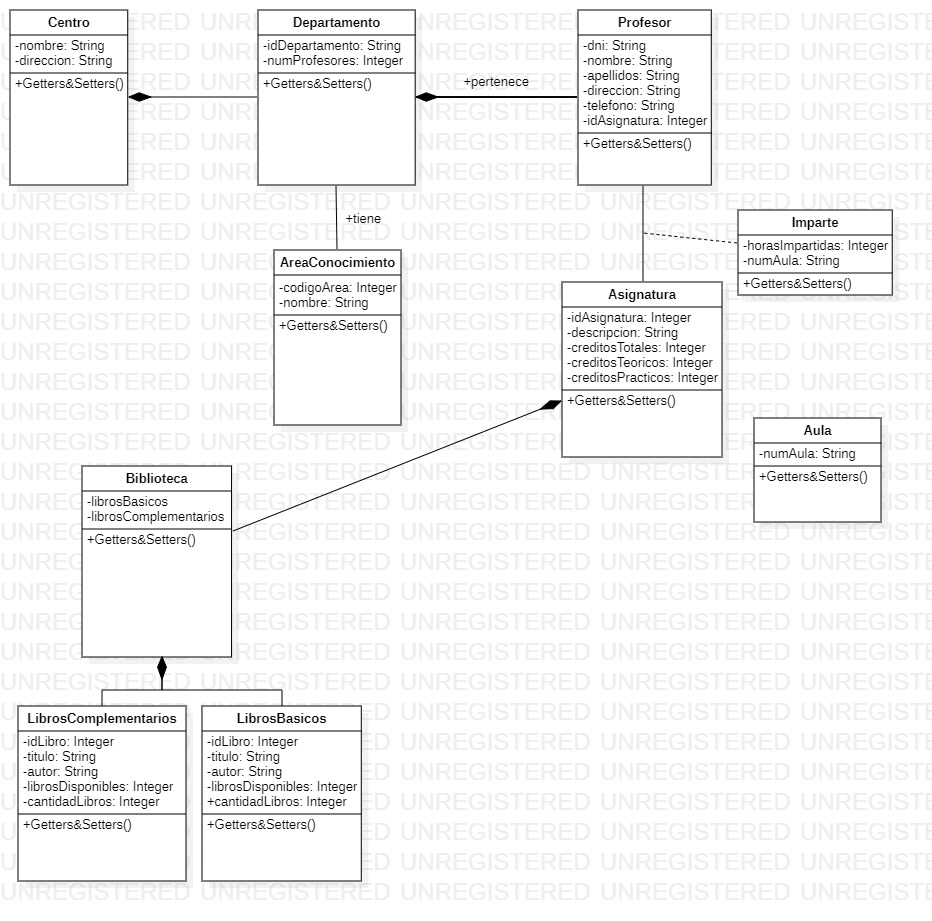 Centro
-nombre: String
-direccion: String
+Getters&Setters()
Departamento
-idDepartamento: String
-numProfesores: Integer
+Getters&Setters()
+pertenece
Profesor
-dni: String
-nombre: String
-apellidos: String
-direccion: String
-telefono: String
-idAsignatura: Integer
+Getters&Setters()
+tiene
Imparte
-horasImpartidas: Integer
-numAula: String
+Getters&Setters()
AreaConocimiento
-codigoArea: Integer
-nombre: String
+Getters&Setters()
Asignatura
-idAsignatura: Integer
-descripcion: String
-creditosTotales: Integer
-creditosTeoricos: Integer
-creditosPracticos: Integer
+Getters&Setters()
Aula
-numAula: String
+Getters&Setters()
Biblioteca
-librosBasicos
-librosComplementarios
+Getters&Setters()
LibrosComplementarios
-idLibro: Integer
-titulo: String
-autor: String
-librosDisponibles: Integer
-cantidadLibros: Integer
+Getters&Setters()
LibrosBasicos
-idLibro: Integer
-titulo: String
-autor: String
-librosDisponibles: Integer
+cantidadLibros: Integer
+Getters&Setters()
UNREGISTERED